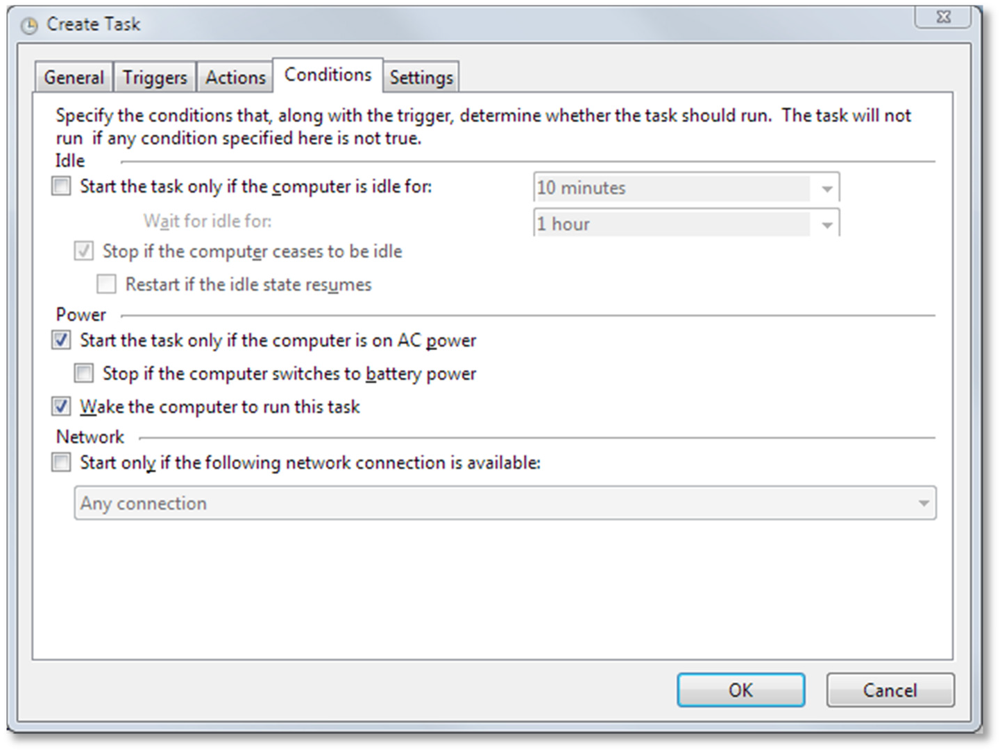 Create Task
General Triggers Actions Conditions Settings
Specify the conditions that, along with the trigger, determine whether the task should run. The task will not
run if any condition specified here is not true.
Idle
Start the task only if the computer is idle for: 10 minutes
Wait for idle for: 1 hour
Stop if the computer ceases to be idle
Restart if the idle state resumes
Power
Start the task only if the computer is on AC power
Stop if the computer switches to battery power
Wake the computer to run this task
Network
Start only if the following network connection is available:
Any connection
OK Cancel